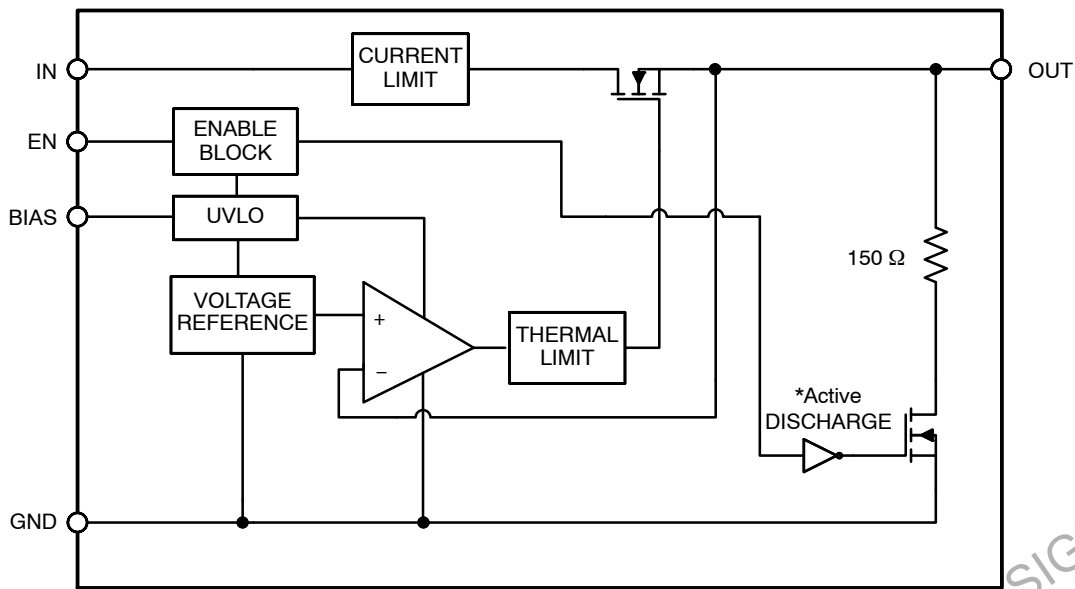 CURRENT
LIMIT
IN
OUT
EN
ENABLE
BLOCK
BIAS
UVLO
150 Ω
VOLTAGE
REFERENCE
+
−
THERMAL
LIMIT
*Active
DISCHARGE
GND